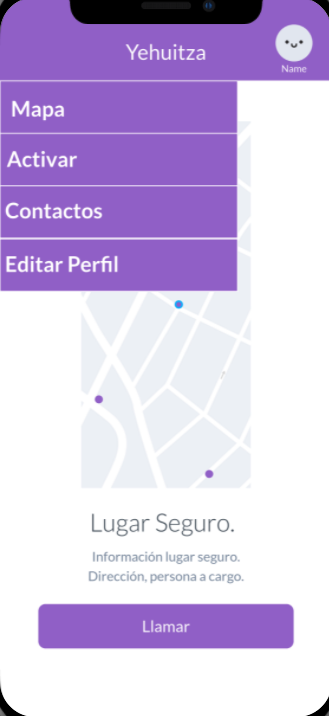 Yehuitza
Name
Mapa
Activar
Contactos
Editar Perfil
Lugar Seguro.
Información lugar seguro.
Dirección, persona a cargo.
Llamar